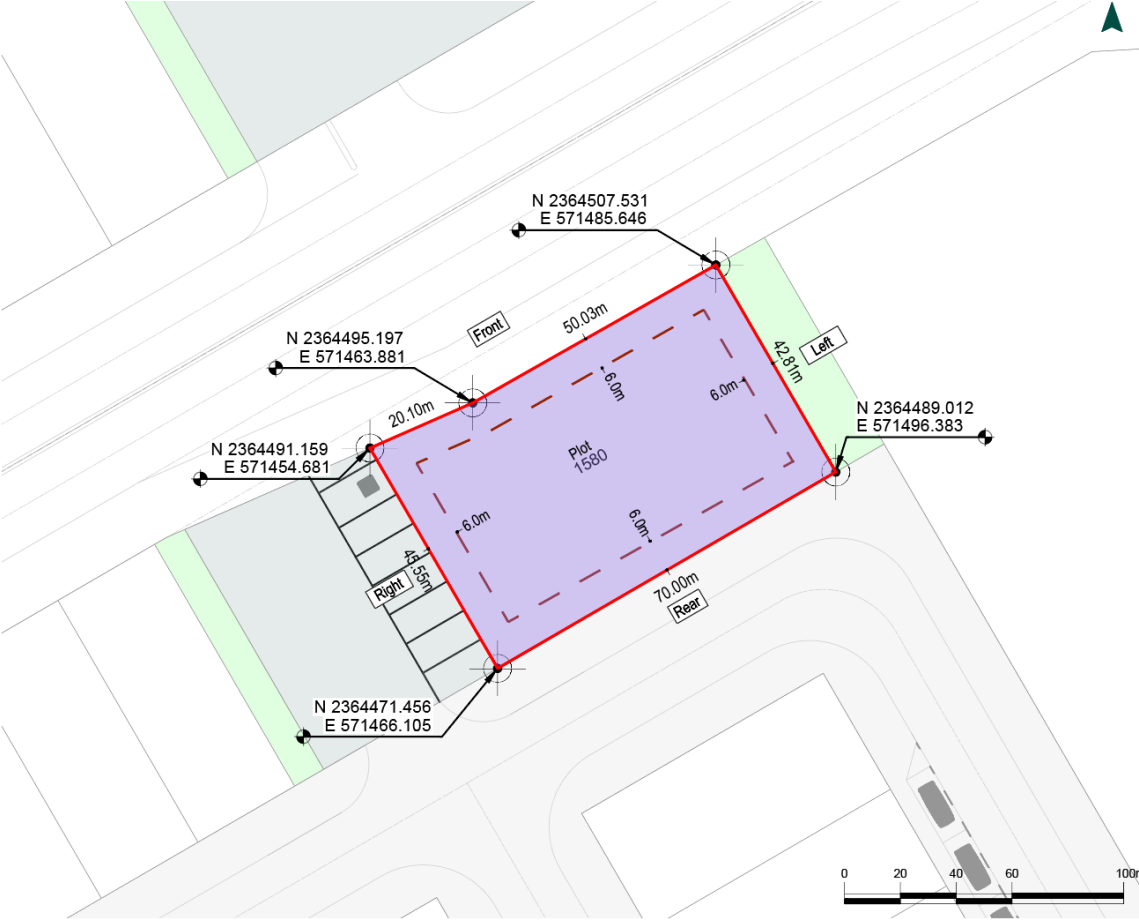 N 2364507.531
E 571485.646
Front
50.03m
N 2364495.197
E 571463.881
Left
42.81m
20.10m
6.0m
6.0m
N 2364489.012
E 571496.383
N 2364491.159
E 571454.681
Plot
1580
6.0m
6.0m
45.55m
Right
70.00m
Rear
N 2364471.456
E 571466.105
0 20 40 60 100m